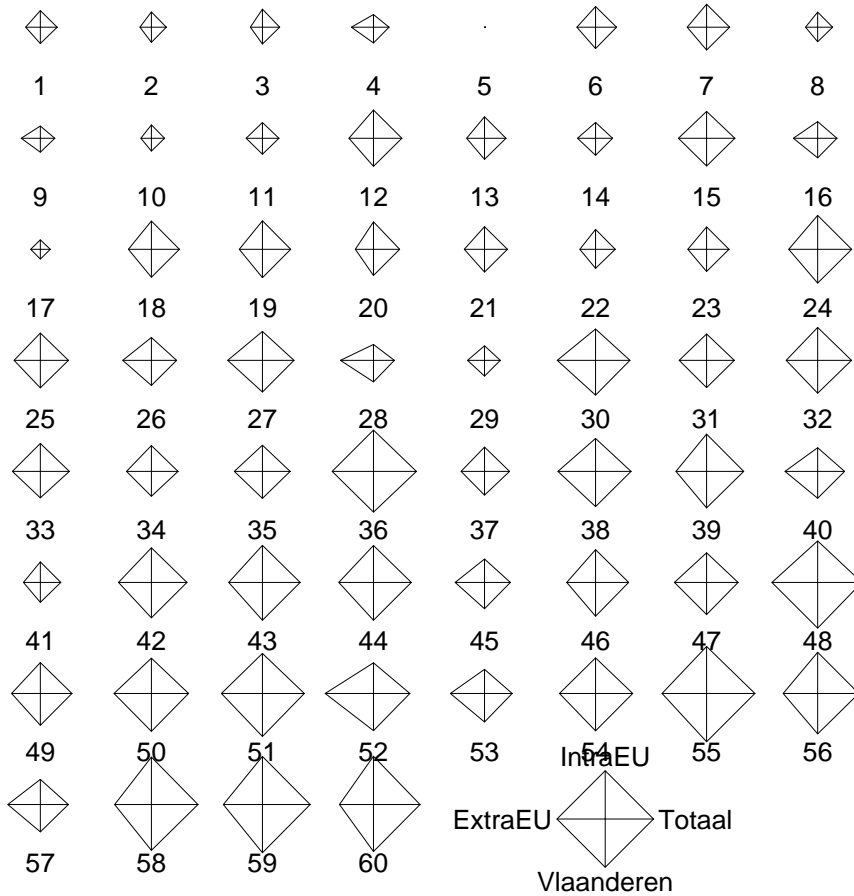 1 2 3 4 5 6 7 8
9 10 11 12 13 14 15 16
17 18 19 20 21 22 23 24
25 26 27 28 29 30 31 32
33 34 35 36 37 38 39 40
41 42 43 44 45 46 47 48
49 50 51 52 53 54 55 56
IntraEU
ExtraEU Totaal
57 58 59 60
Vlaanderen